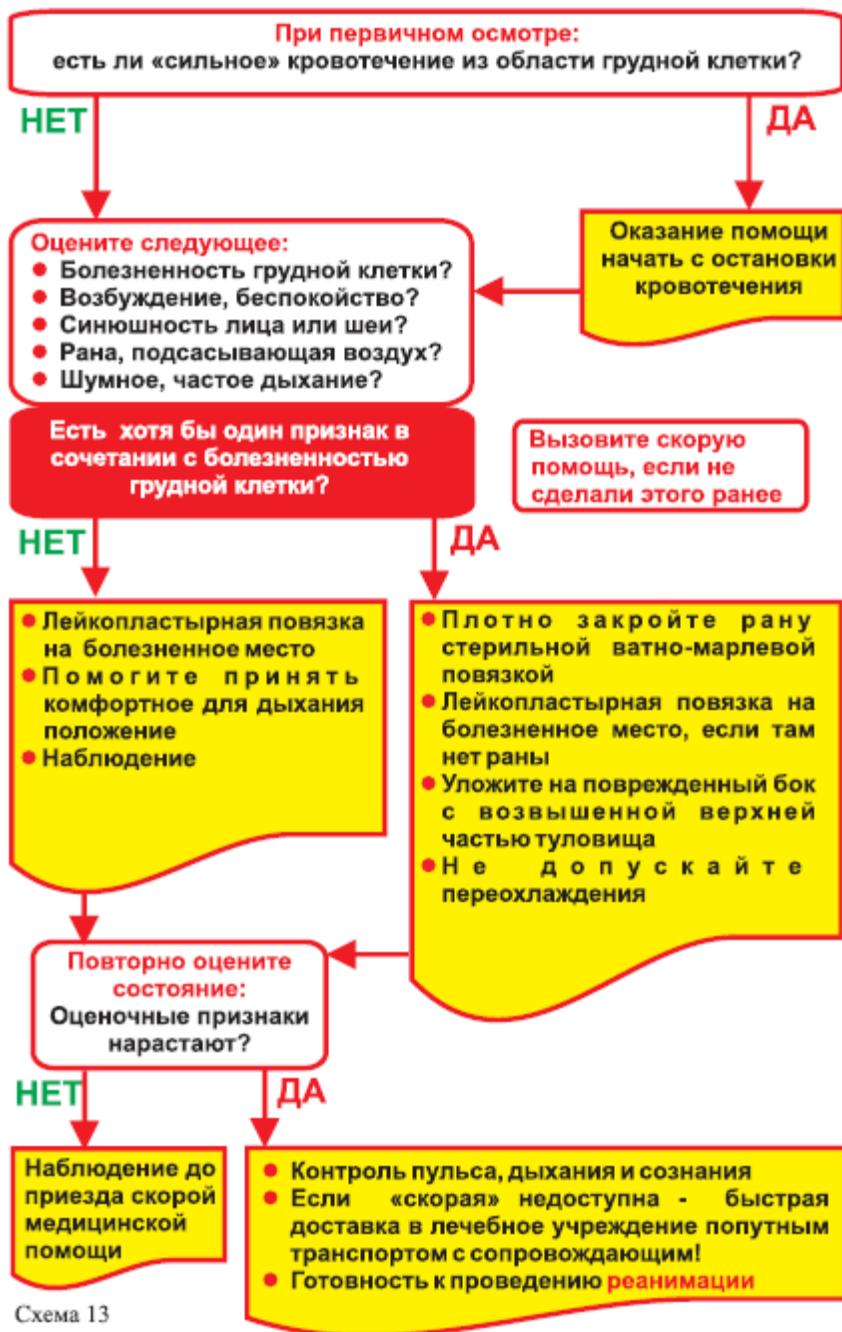 При первичном осмотре:
есть ли «сильное» кровотечение из области грудной клетки?
НЕТ
ДА
Оказание помощи
начать с остановки
кровотечения
Оцените следующее:
Болезненность грудной клетки?
Возбуждение, беспокойство?
Синюшность лица или шеи?
Рана, подсасывающая воздух?
Шумное, частое дыхание?
Есть хотя бы один признак в
сочетании с болезненностью
грудной клетки?
Вызовите скорую
помощь, если не
сделали этого ранее
НЕТ
ДА
Лейкопластырная повязка
на болезненное место
Помогите принять
комфортное для дыхания
положение
Наблюдение
Плотно закройте рану
стерильной ватно-марлевой
повязкой
Лейкопластырная повязка на
болезненное место, если там
нет раны
Уложите на поврежденный бок
с возвышенной верхней
частью туловища
Не допускайте
переохлаждения
Повторно оцените
состояние:
Оценочные признаки
нарастают?
НЕТ
ДА
Наблюдение до
приезда скорой
медицинской
помощи
Контроль пульса, дыхания и сознания
Если «скорая» недоступна - быстрая
доставка в лечебное учреждение попутным
транспортом с сопровождающим!
Готовность к проведению реанимации
Схема 13